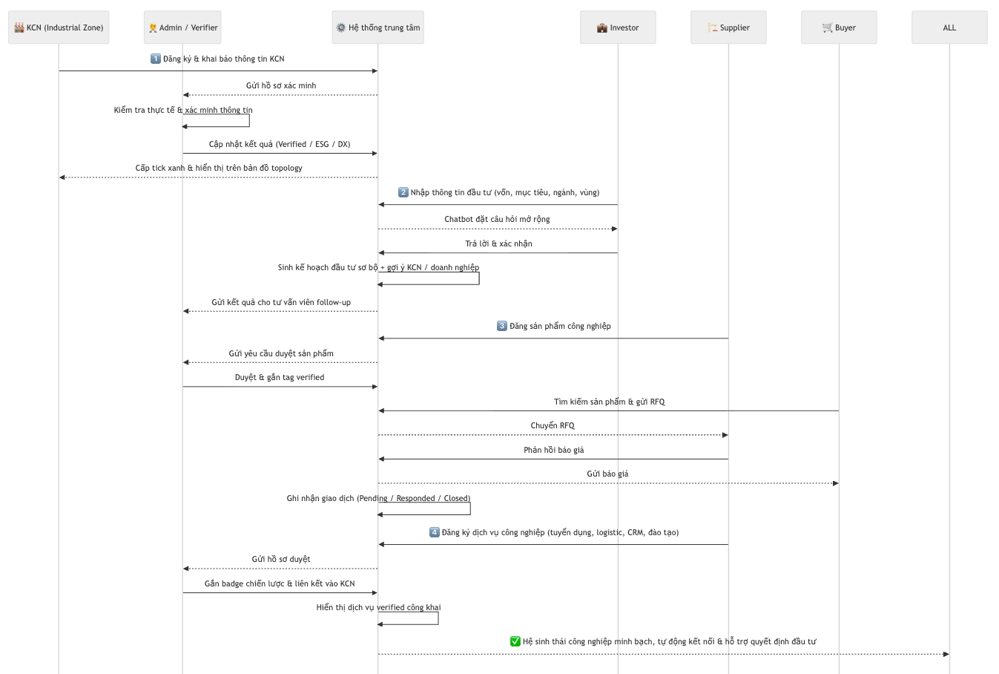 🏭 KCN (Industrial Zone)
👷 Admin / Verifier
⚙️ Hệ thống trung tâm
💼 Investor
🏗️ Supplier
🛒 Buyer
ALL
1️⃣ Đăng ký & khai báo thông tin KCN
Gửi hồ sơ xác minh
Kiểm tra thực tế & xác minh thông tin
Cập nhật kết quả (Verified / ESG / DX)
Cấp tick xanh & hiển thị trên bản đồ topology
2️⃣ Nhập thông tin đầu tư (vốn, mục tiêu, ngành, vùng)
Chatbot đặt câu hỏi mở rộng
Trả lời & xác nhận
Sinh kế hoạch đầu tư sơ bộ + gợi ý KCN / doanh nghiệp
Gửi kết quả cho tư vấn viên follow-up
3️⃣ Đăng sản phẩm công nghiệp
Gửi yêu cầu duyệt sản phẩm
Duyệt & gắn tag verified
Tìm kiếm sản phẩm & gửi RFQ
Chuyển RFQ
Phản hồi báo giá
Gửi báo giá
Ghi nhận giao dịch (Pending / Responded / Closed)
4️⃣ Đăng ký dịch vụ công nghiệp (tuyển dụng, logistic, CRM, đào tạo)
Gửi hồ sơ duyệt
Gắn badge chiến lược & liên kết vào KCN
Hiển thị dịch vụ verified công khai
✅ Hệ sinh thái công nghiệp minh bạch, tự động kết nối & hỗ trợ quyết định đầu tư